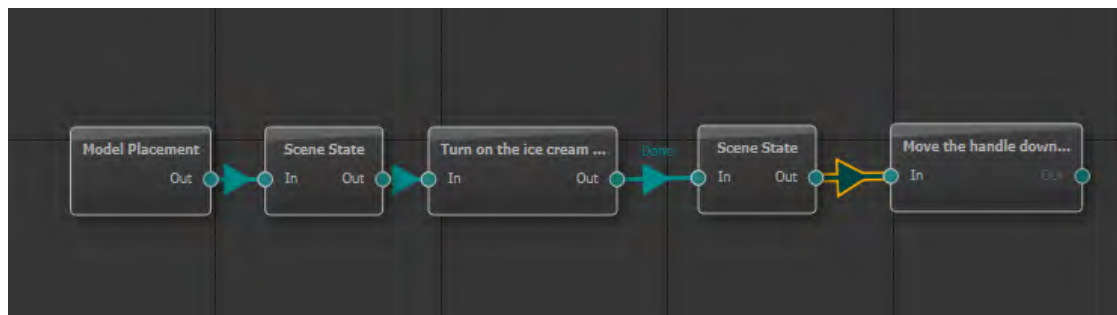 Model Placement
Out
Scene State
In Out
Turn on the ice cream ...
In Out
Done
Scene State
In Out
Move the handle down...
In Out